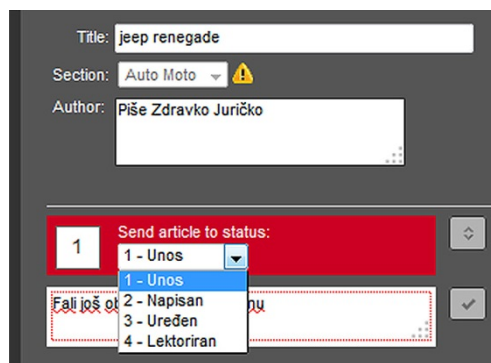 Title: jeep renegade
Section: Auto Moto
Author: Piše Zdravko Juričko
1 Send article to status:
1 - Unos
1 - Unos
2 - Napisan
3 - Uređen
4 - Lektoriran
Fali još